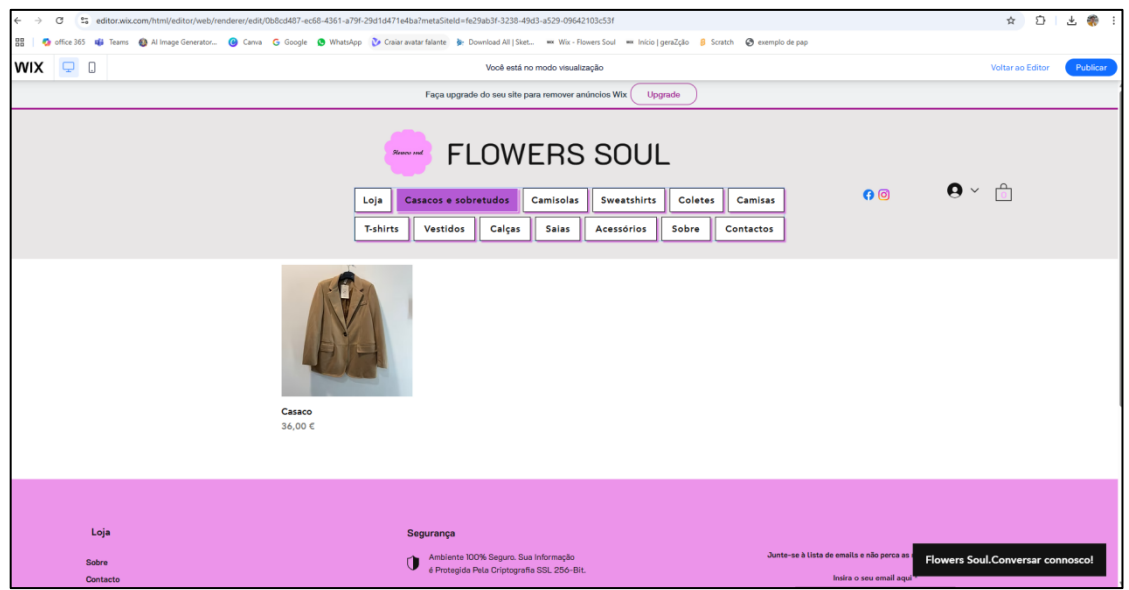 editor.wix.com/html/editor/web/renderer/edit/0b8cd487-ec68-4361-a79f-29d1d471e4ba?metaSiteId=fe29ab3f-3238-49d3-a529-09642103c53f
office 365 Teams AI Image Generator... Canva Google WhatsApp Craiar avatar falante Download All | Sket... Wix - Flowers Soul Início | geraZção Scratch exemplo de pap
WIX Você está no modo visualização Voltar ao Editor Publicar
Faça upgrade do seu site para remover anúncios Wix Upgrade
Flowers soul FLOWERS SOUL
Loja Casacos e sobretudos Camisolas Sweatshirts Coletes Camisas
0
T-shirts Vestidos Calças Saias Acessórios Sobre Contactos
Casaco
36,00 €
Loja Segurança
Sobre Ambiente 100% Seguro. Sua Informação
é Protegida Pela Criptografia SSL 256-Bit.
Contacto
Junte-se à lista de emails e não perca as
Insira o seu email aqui *
Flowers Soul.Conversar connosco!